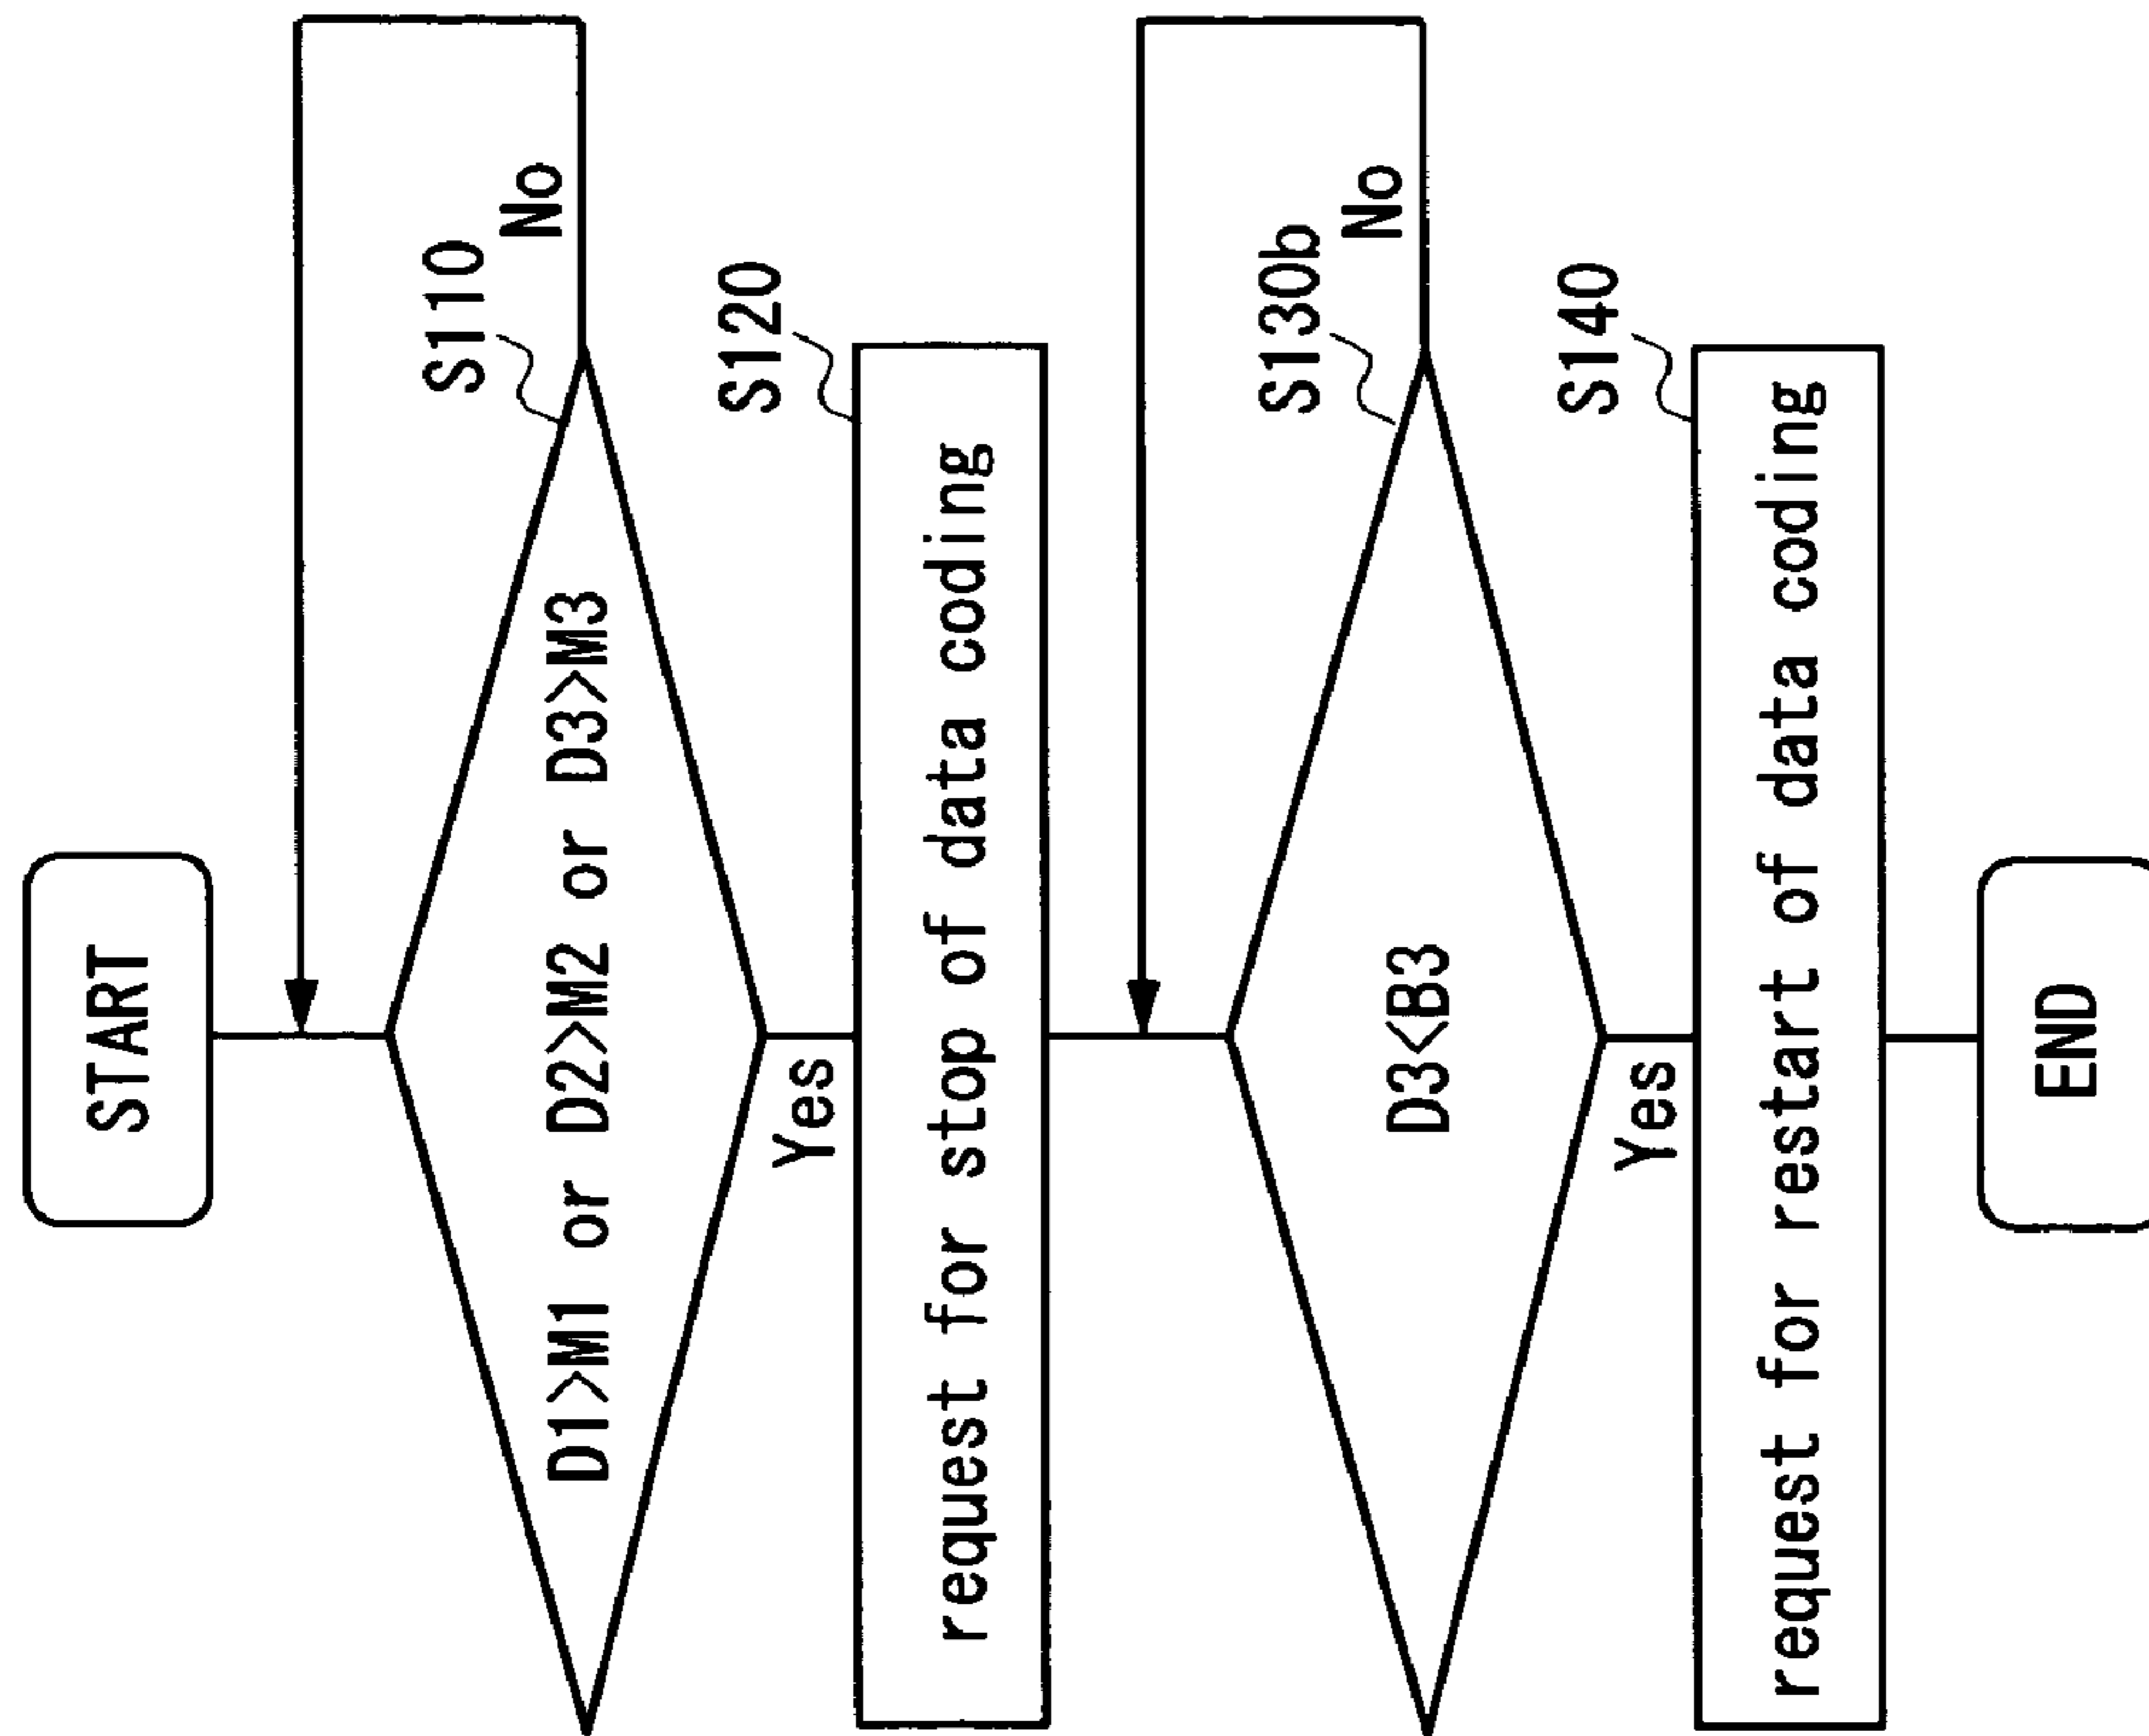 START
S110
No
D1>M1 or D2>M2 or D3>M3
Yes
S120
request for stop of data coding
S130b
No
D3<B3
Yes
S140
request for restart of data coding
END